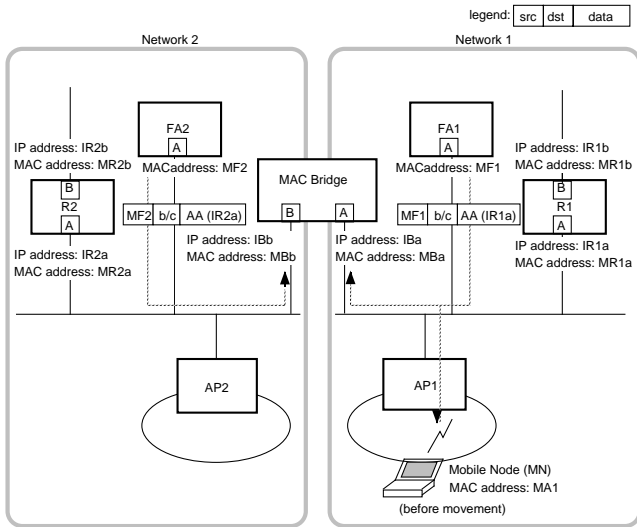 legend: src dst data
Network 2
Network 1
FA2
A
MACaddress: MF2
FA1
A
MACaddress: MF1
IP address: IR2b
MAC address: MR2b
IP address: IR1b
MAC address: MR1b
B
R2
A
MAC Bridge
B
A
B
R1
A
MF2 b/c AA (IR2a)
MF1 b/c AA (IR1a)
IP address: IR2a
MAC address: MR2a
IP address: IBb
MAC address: MBb
IP address: IBa
MAC address: MBa
IP address: IR1a
MAC address: MR1a
AP2
AP1
Mobile Node (MN)
MAC address: MA1
(before movement)